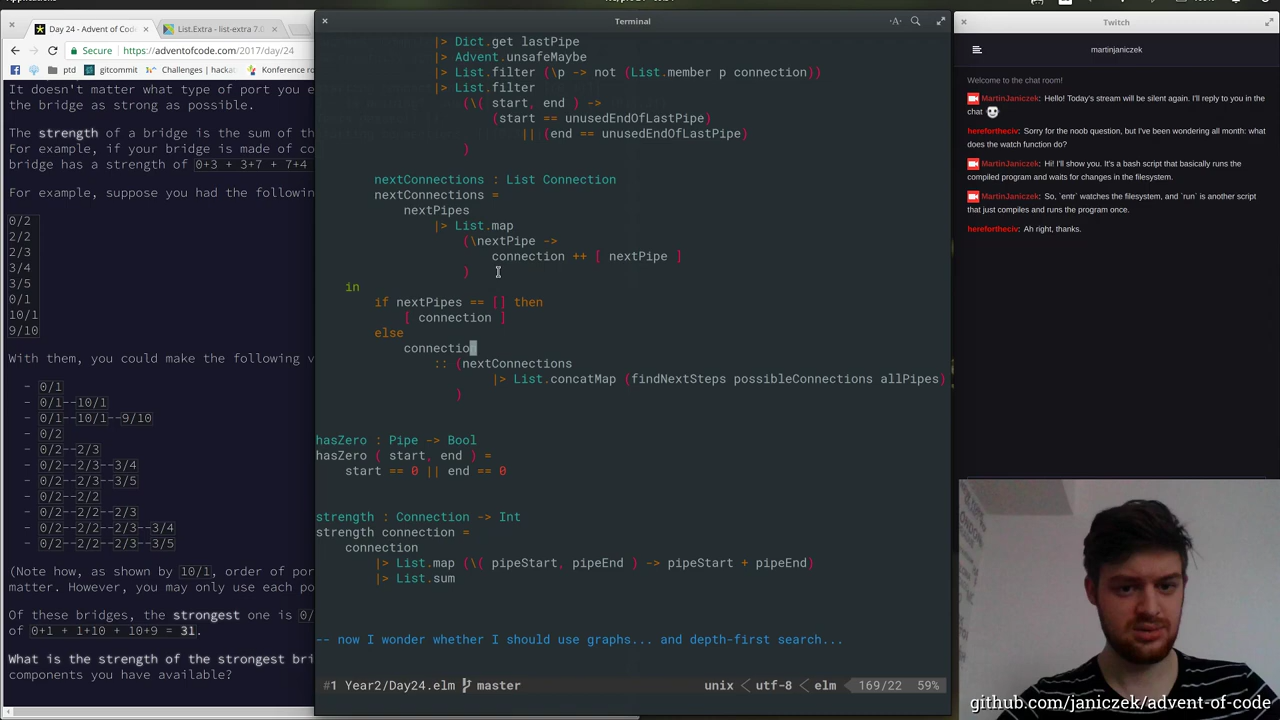 Day 24 - Advent of Cod
List.Extra - list-extra 7.0
Secure
https://adventofcode.com/2017/day/24
ptd
gitcommit
Challenges | hacka
Konference ro
It doesn't matter what type of port you e
the bridge as strong as possible.
The strength of a bridge is the sum of th
For example, if your bridge is made of co
bridge has a strength of 0+3 + 3+7 + 7+4
For example, suppose you had the followin
0/2
2/2
2/3
3/4
3/5
0/1
10/1
9/10
With them, you could make the following v
- 0/1
- 0/1--10/1
- 0/1--10/1--9/10
- 0/2
- 0/2--2/3
- 0/2--2/3--3/4
- 0/2--2/3--3/5
- 0/2--2/2
- 0/2--2/2--2/3
- 0/2--2/2--2/3--3/4
- 0/2--2/2--2/3--3/5
(Note how, as shown by 10/1, order of por
matter. However, you may only use each po
Of these bridges, the strongest one is 0/
of 0+1 + 1+10 + 10+9 = 31.
What is the strength of the strongest bri
components you have available?
Terminal
|> Dict.get lastPipe
|> Advent.unsafeMaybe
|> List.filter (\p -> not (List.member p connection))
|> List.filter
(\( start, end ) ->
(start == unusedEndOfLastPipe)
|| (end == unusedEndOfLastPipe)
)
nextConnections : List Connection
nextConnections =
nextPipes
|> List.map
(\nextPipe ->
connection ++ [ nextPipe ]
)
in
if nextPipes == [] then
[ connection ]
else
connection
:: (nextConnections
|> List.concatMap (findNextSteps possibleConnections allPipes)
)
hasZero : Pipe -> Bool
hasZero ( start, end ) =
start == 0 || end == 0
strength : Connection -> Int
strength connection =
connection
|> List.map (\( pipeStart, pipeEnd ) -> pipeStart + pipeEnd)
|> List.sum
-- now I wonder whether I should use graphs... and depth-first search...
#1 Year2/Day24.elm master
unix < utf-8 < elm
169/22 59%
Twitch
martinjaniczek
Welcome to the chat room!
MartinJaniczek: Hello! Today's stream will be silent again. I'll reply to you in the
chat
herefortheciv: Sorry for the noob question, but I've been wondering all month: what
does the watch function do?
MartinJaniczek: Hi! I'll show you. It's a bash script that basically runs the
compiled program and waits for changes in the filesystem.
MartinJaniczek: So, `entr` watches the filesystem, and `run` is another script
that just compiles and runs the program once.
herefortheciv: Ah right, thanks.
github.com/janiczek/advent-of-code